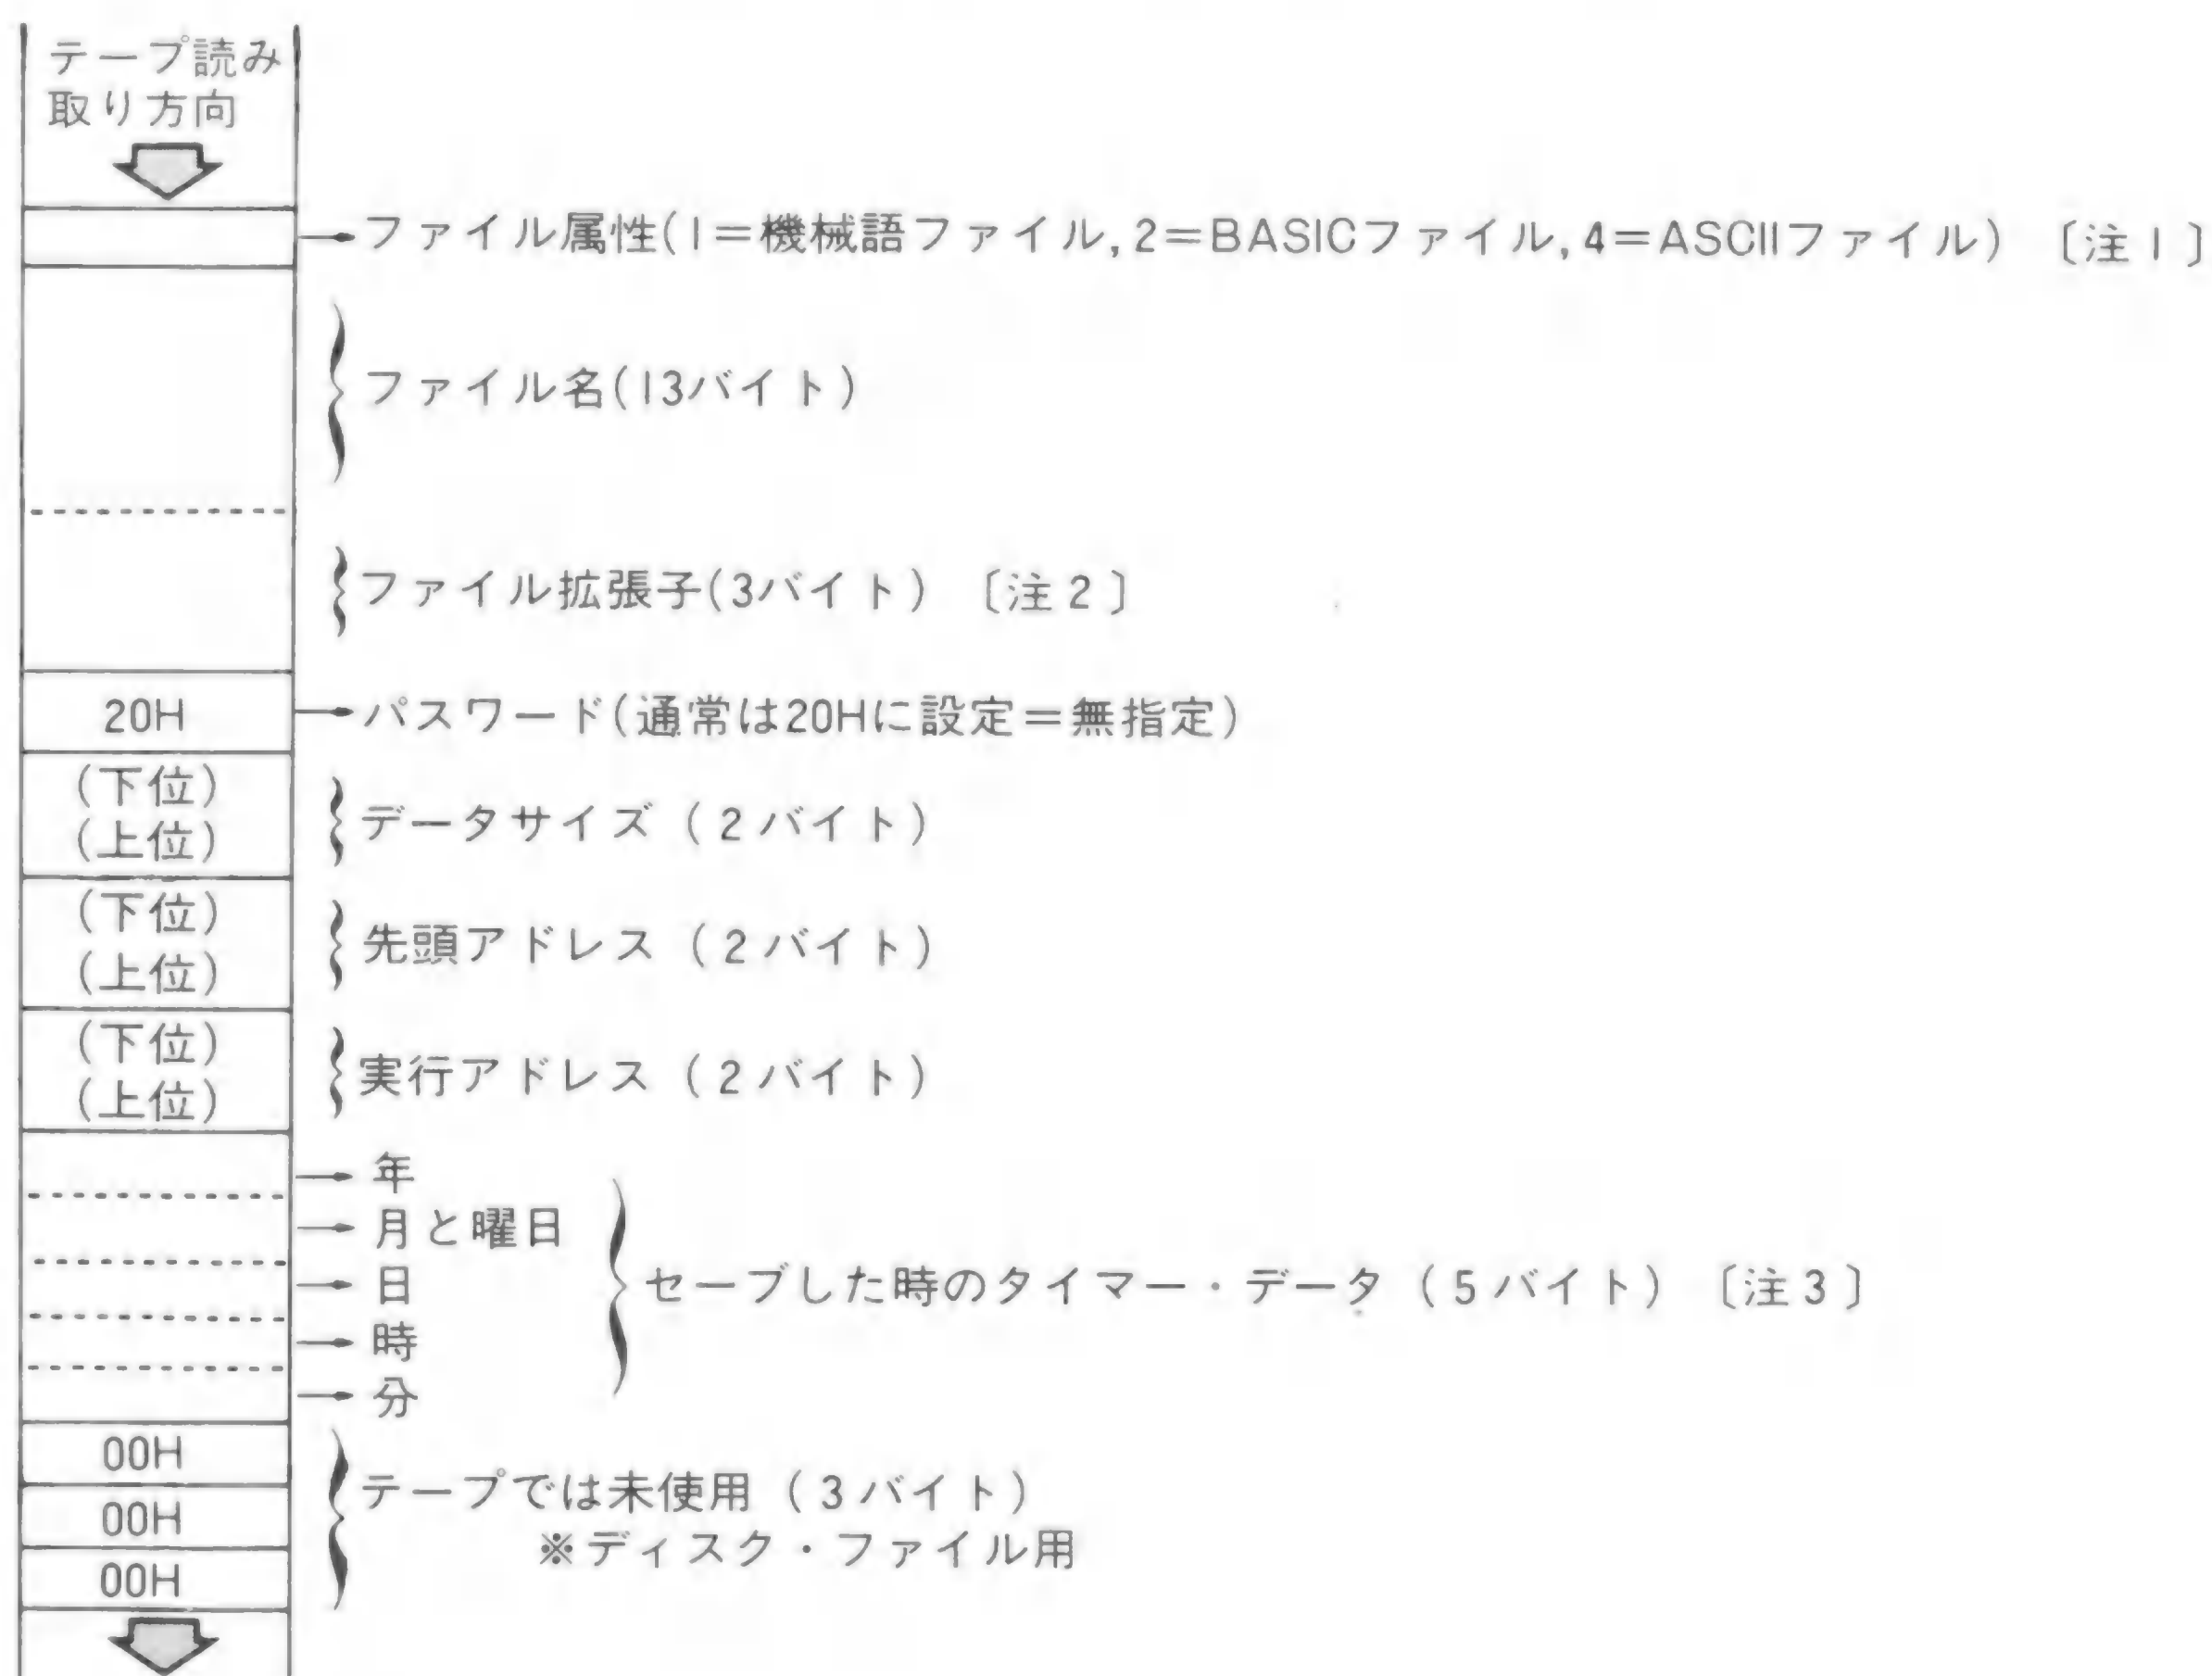 テープ読み
取り方向
ファイル属性(1=機械語ファイル,2=BASICファイル,4=ASCIIファイル) 〔注1〕
ファイル名(13バイト)
ファイル拡張子(3バイト) 〔注2〕
20H
パスワード(通常は20Hに設定=無指定)
(下位)
(上位)
データサイズ(2バイト)
(下位)
(上位)
先頭アドレス(2バイト)
(下位)
(上位)
実行アドレス(2バイト)
年
月と曜日
日
時
分
セーブした時のタイマー・データ(5バイト)〔注3〕
00H
00H
00H
テープでは未使用(3バイト)
※ディスク・ファイル用